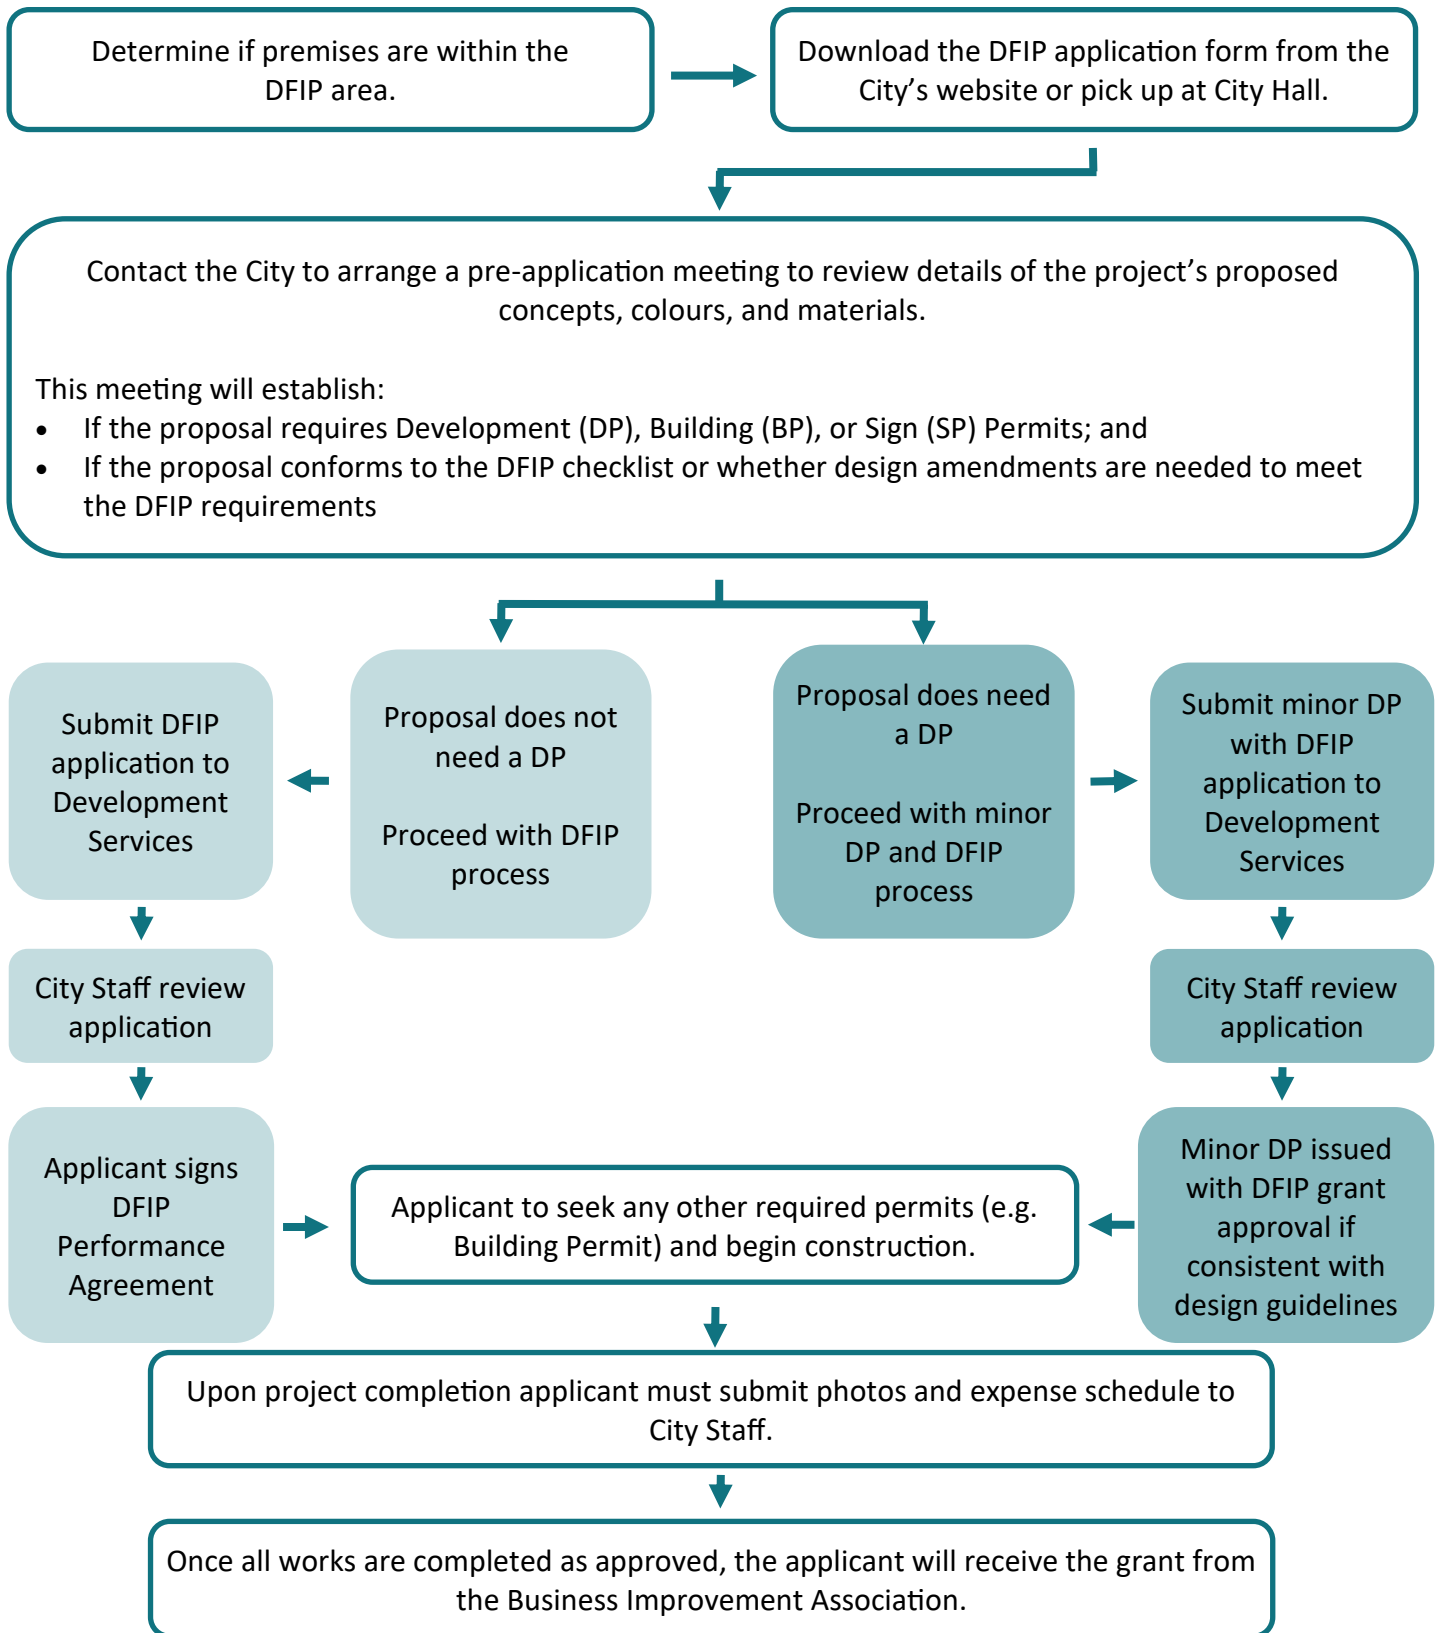 Determine if premises are within the
DFIP area.
Download the DFIP application form from the
City’s website or pick up at City Hall.
Contact the City to arrange a pre-application meeting to review details of the project’s proposed
concepts, colours, and materials.
This meeting will establish:
• If the proposal requires Development (DP), Building (BP), or Sign (SP) Permits; and
• If the proposal conforms to the DFIP checklist or whether design amendments are needed to meet
the DFIP requirements
Proposal does not
need a DP
Proceed with DFIP
process
Submit DFIP
application to
Development
Services
City Staff review
application
Applicant signs
DFIP
Performance
Agreement
Proposal does need
a DP
Proceed with minor
DP and DFIP
process
Submit minor DP
with DFIP
application to
Development
Services
City Staff review
application
Minor DP issued
with DFIP grant
approval if
consistent with
design guidelines
Applicant to seek any other required permits (e.g.
Building Permit) and begin construction.
Upon project completion applicant must submit photos and expense schedule to
City Staff.
Once all works are completed as approved, the applicant will receive the grant from
the Business Improvement Association.